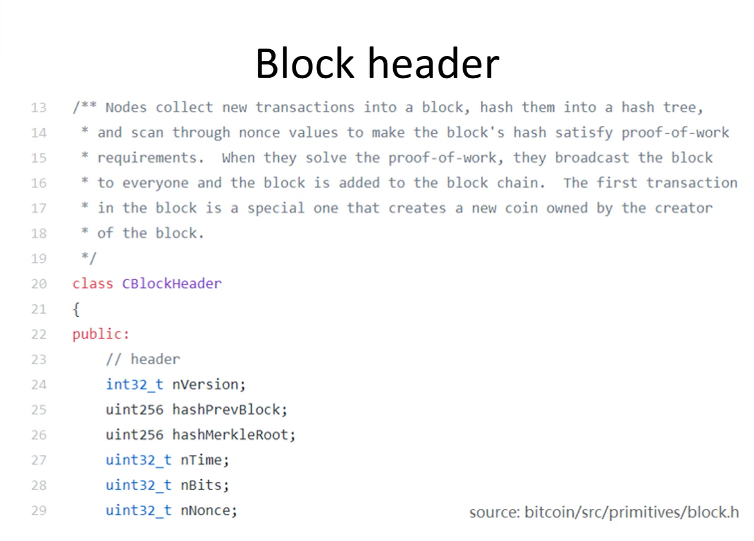 Block header
13 /** Nodes collect new transactions into a block, hash them into a hash tree,
14 * and scan through nonce values to make the block's hash satisfy proof-of-work
15 * requirements.  When they solve the proof-of-work, they broadcast the block
16 * to everyone and the block is added to the block chain.  The first transaction
17 * in the block is a special one that creates a new coin owned by the creator
18 * of the block.
19 */
20 class CBlockHeader
21 {
22 public:
23 // header
24 int32_t nVersion;
25 uint256 hashPrevBlock;
26 uint256 hashMerkleRoot;
27 uint32_t nTime;
28 uint32_t nBits;
29 uint32_t nNonce;
source: bitcoin/src/primitives/block.h